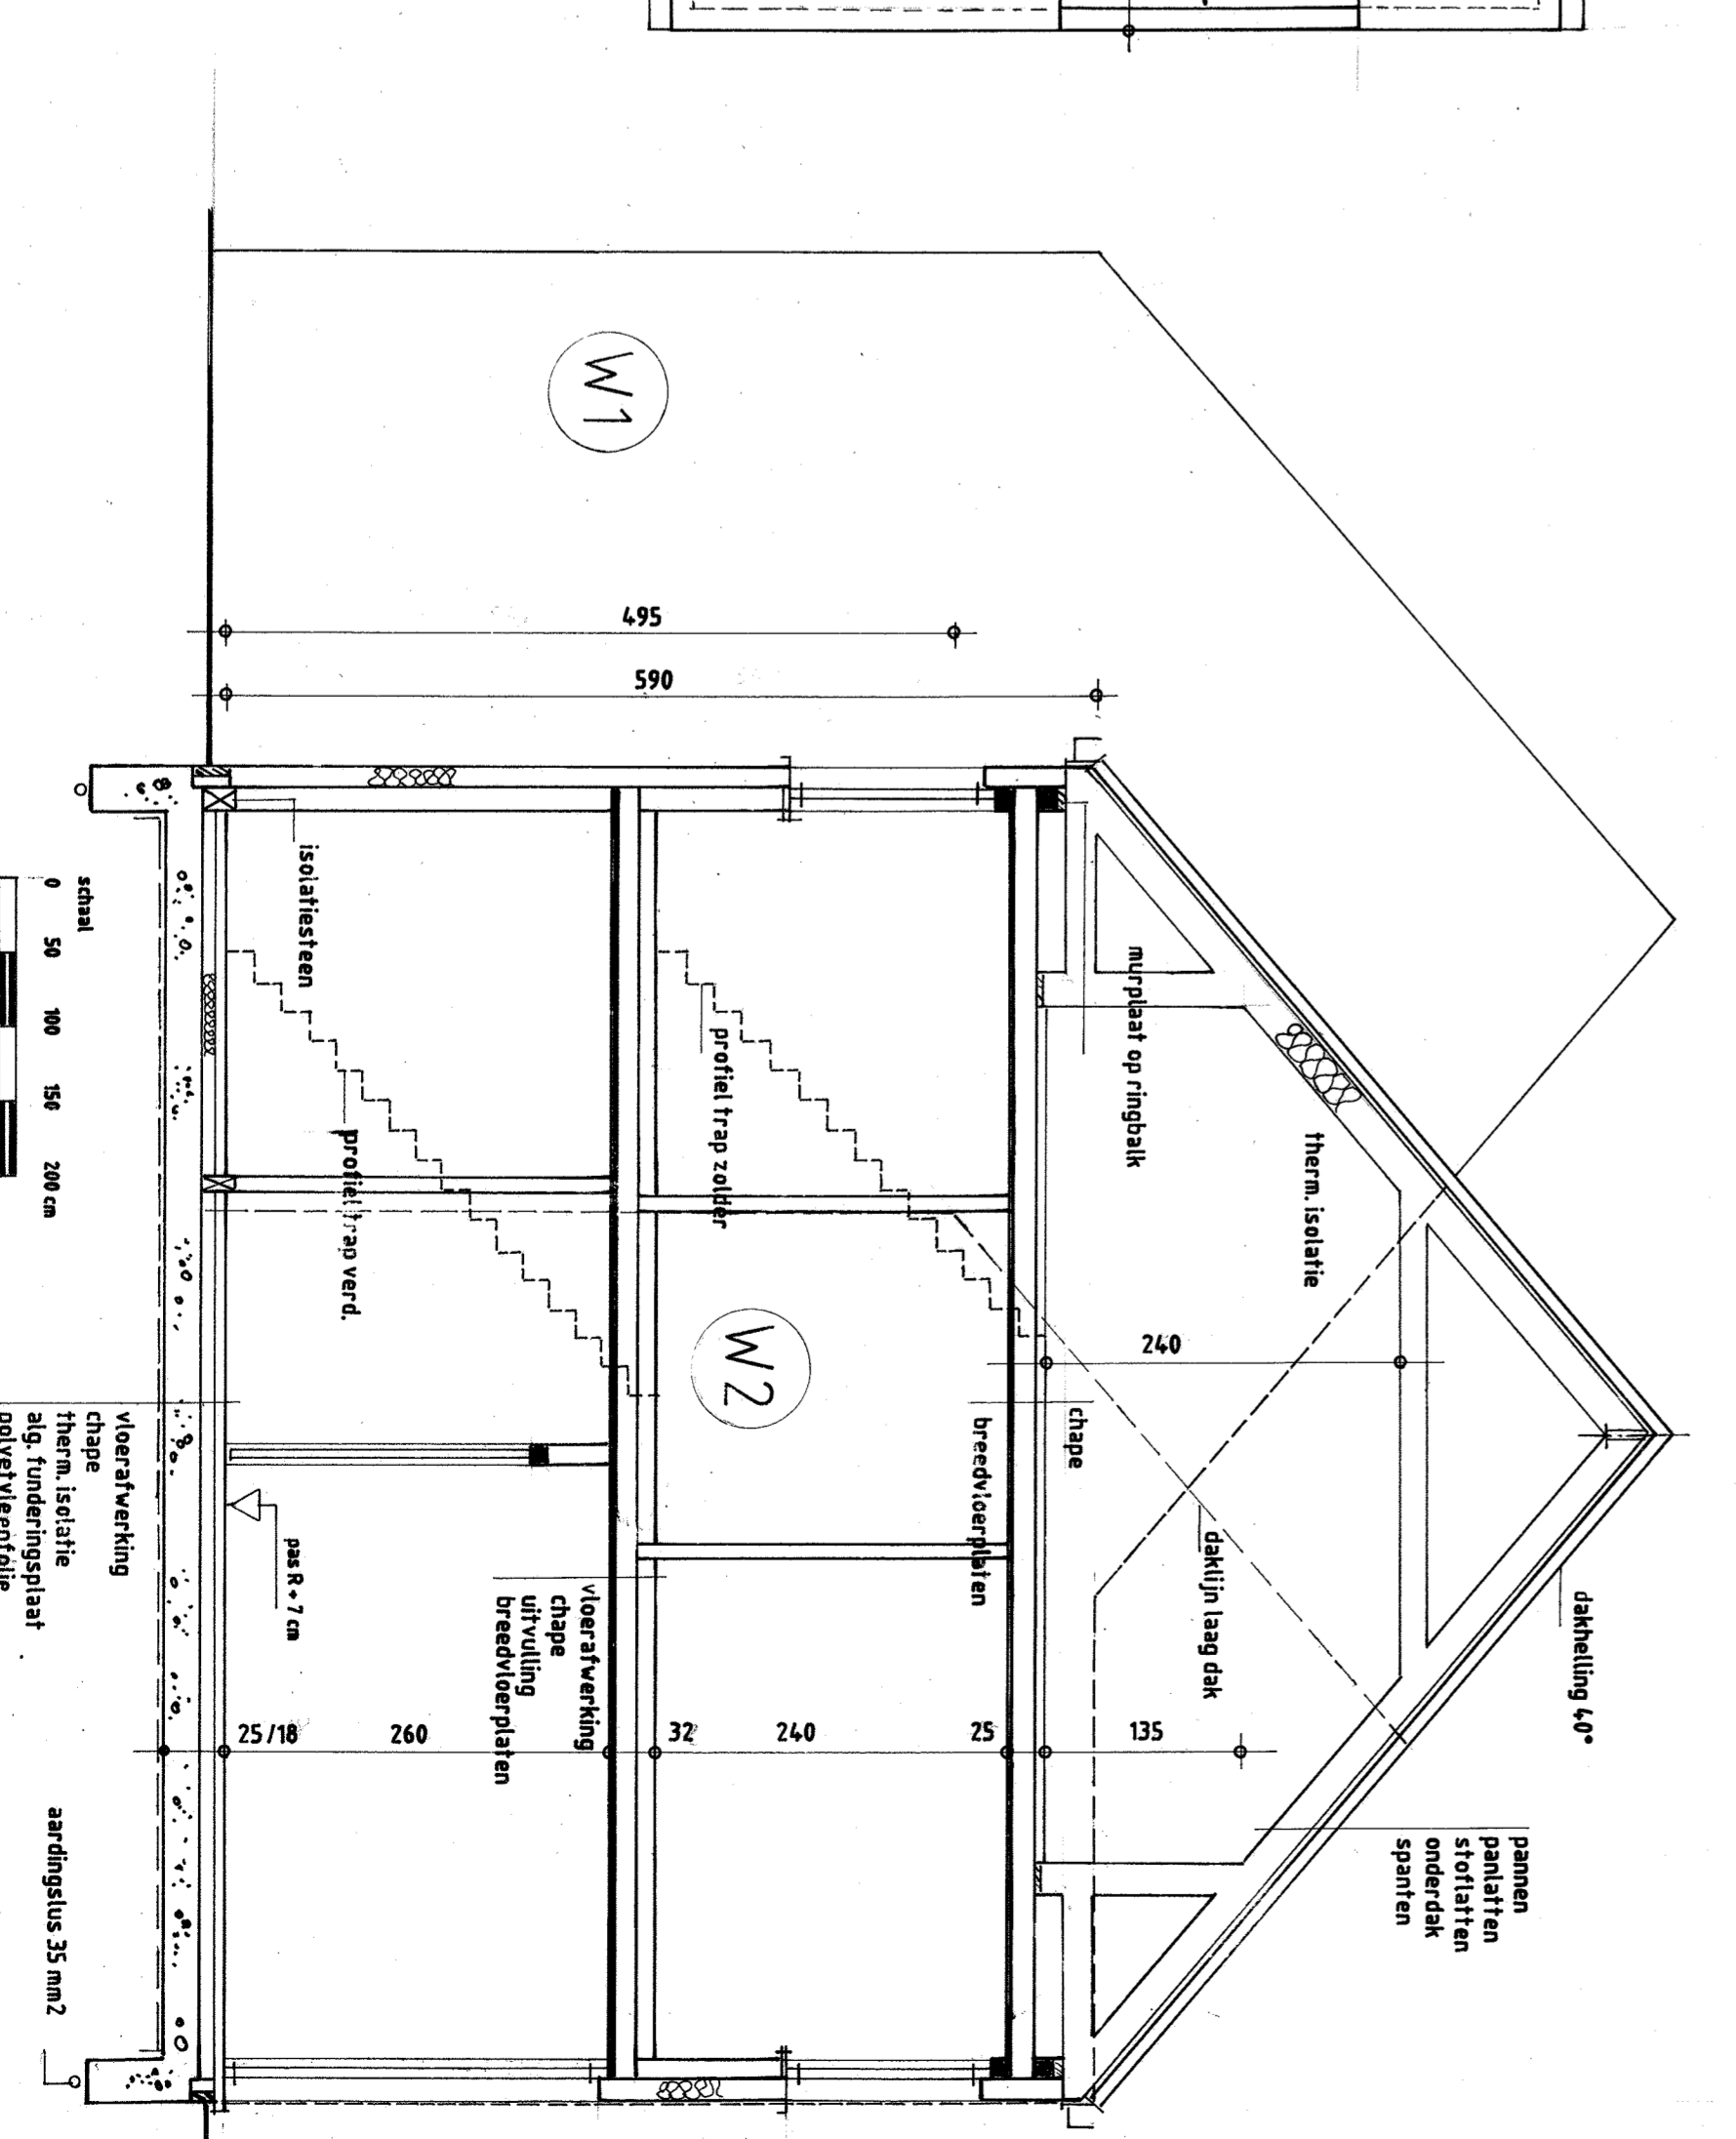 W1
495
590
isolatiesteen
profiel trap verd.
profiel trap zolder
murplaat op ringbalk
therm. isolatie
W2
240
chape
breedvloerplaten
daklijn laag dak
dakhelling 40°
pannen
panlatten
stoflatten
onderdak
spanten
135
25
240
32
260
25/18
vloerafwerking
chape
uitvulling
breedvloerplaten
pas R + 7 cm
vloerafwerking
chape
therm. isolatie
alg. funderingsplaat
polyetyleenfolie
schaal
0 50 100 150 200 cm
aardingslus 35 mm2